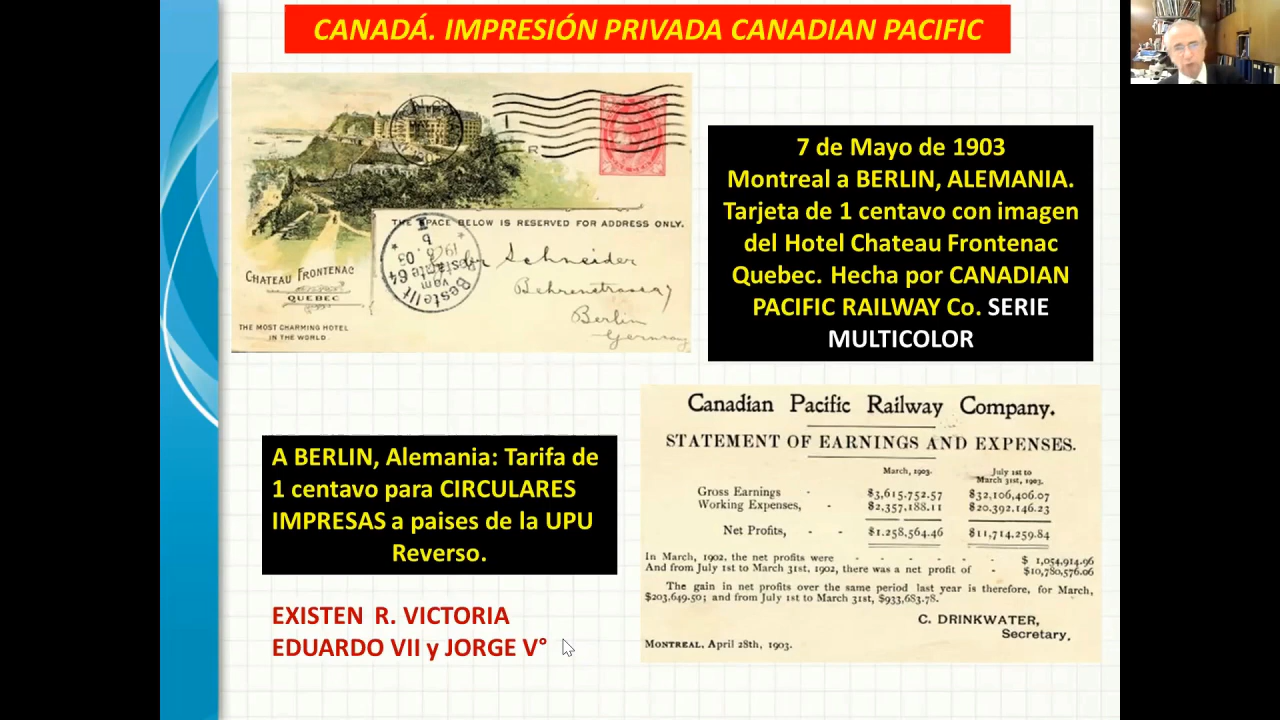 CANADÁ. IMPRESIÓN PRIVADA CANADIAN PACIFIC
THE SPACE BELOW IS RESERVED FOR ADDRESS ONLY.
Schneider
Behrenstrasse
Berlin
Germany
Bestellt
vom
Postamte 64
CHATEAU FRONTENAC
QUEBEC
THE MOST CHARMING HOTEL
IN THE WORLD
7 de Mayo de 1903
Montreal a BERLIN, ALEMANIA.
Tarjeta de 1 centavo con imagen
del Hotel Chateau Frontenac
Quebec. Hecha por CANADIAN
PACIFIC RAILWAY Co. SERIE
MULTICOLOR
A BERLIN, Alemania: Tarifa de
1 centavo para CIRCULARES
IMPRESAS a paises de la UPU
Reverso.
EXISTEN R. VICTORIA
EDUARDO VII y JORGE V°
Canadian Pacific Railway Company.
STATEMENT OF EARNINGS AND EXPENSES.
March, 1903. July 1st to
March 31st, 1903.
Gross Earnings - $3,615,752.57 $32,106,406.07
Working Expenses, - $2,357,188.11 $20,392,146.23
Net Profits, - - $1,258,564.46 $11,714,259.84
In March, 1902, the net profits were - - - - - $ 1,054,914.96
And from July 1st to March 31st, 1902, there was a net profit of - $10,780,576.06
The gain in net profits over the same period last year is therefore, for March,
$203,649.50; and from July 1st to March 31st, $933,683.78.
C. DRINKWATER,
Secretary,
MONTREAL, April 28th, 1903.